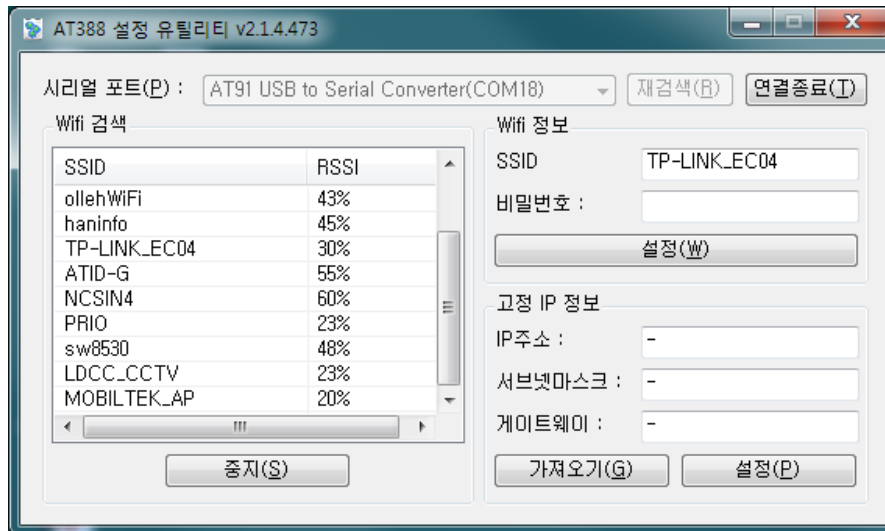 AT388 설정 유틸리티 v2.1.4.473
시리얼 포트(P) : AT91 USB to Serial Converter(COM18) 재검색(R) 연결종료(T)
Wifi 검색
SSID RSSI
ollehWiFi 43%
haninfo 45%
TP-LINK_EC04 30%
ATID-G 55%
NCSIN4 60%
PRIO 23%
sw8530 48%
LDCC_CCTV 23%
MOBILTEK_AP 20%
중지(S)
Wifi 정보
SSID TP-LINK_EC04
비밀번호 :
설정(W)
고정 IP 정보
IP주소 : -
서브넷마스크 : -
게이트웨이 : -
가져오기(G) 설정(P)